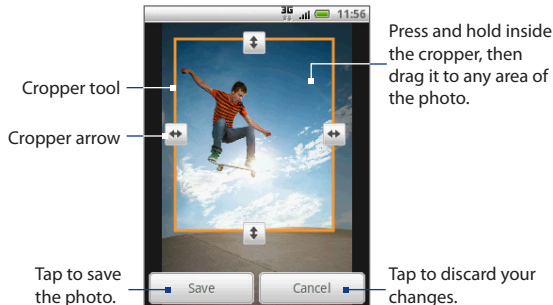 3G
11:56
Press and hold inside
the cropper, then
drag it to any area of
the photo.
Cropper tool
Cropper arrow
Tap to save
the photo.
Save
Cancel
Tap to discard your
changes.